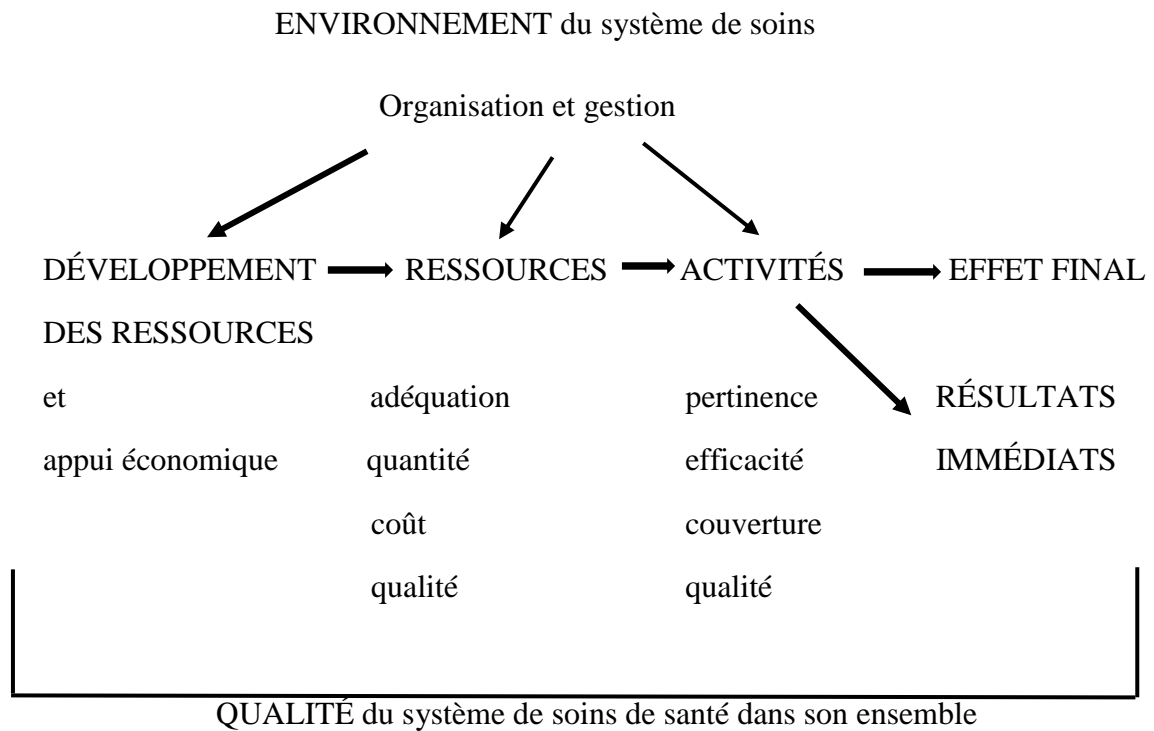 ENVIRONNEMENT du système de soins
Organisation et gestion
DÉVELOPPEMENT RESSOURCES ACTIVITÉS EFFET FINAL
DES RESSOURCES
et adéquation pertinence RÉSULTATS
appui économique quantité efficacité IMMÉDIATS
coût couverture
qualité qualité
QUALITÉ du système de soins de santé dans son ensemble